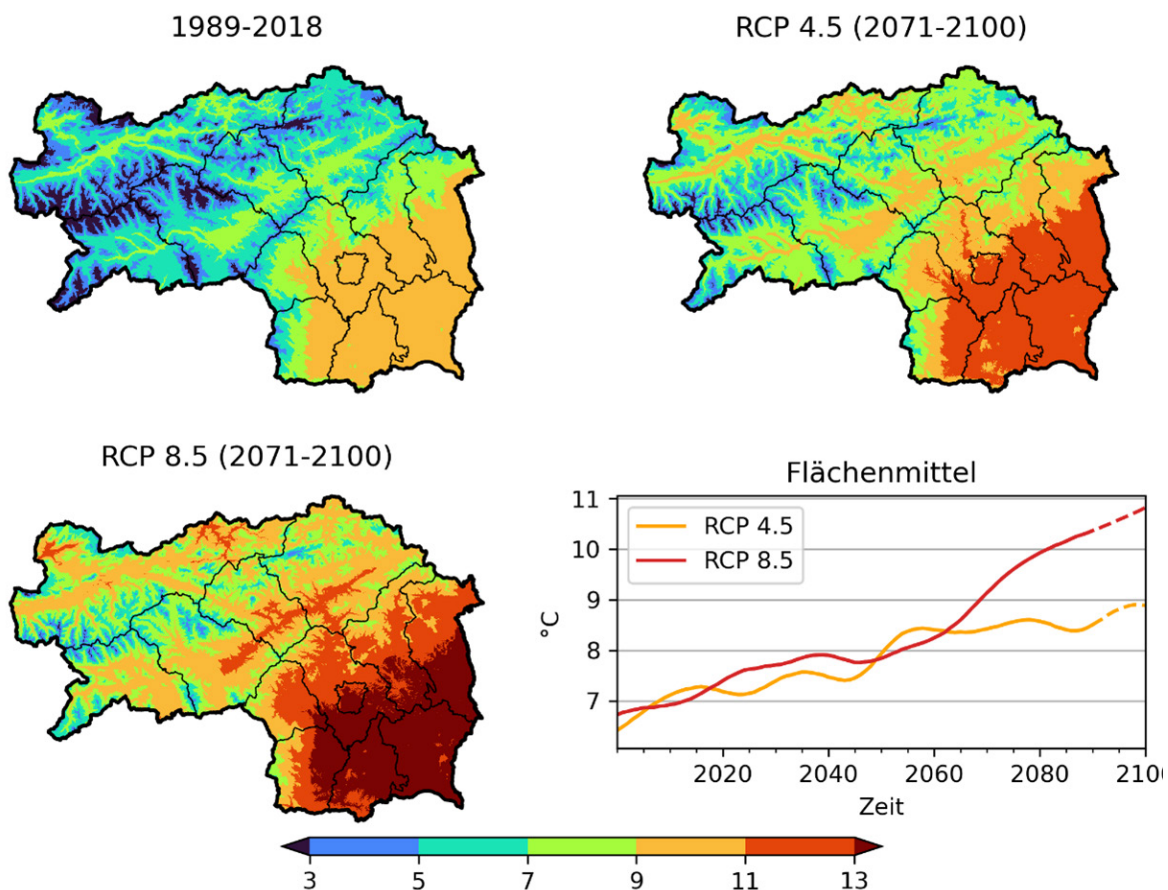 1989-2018
RCP 4.5 (2071-2100)
RCP 8.5 (2071-2100)
Flächenmittel
11
10
9
8
7
°C
RCP 4.5
RCP 8.5
2020 2040 2060 2080 2100
Zeit
3 5 7 9 11 13